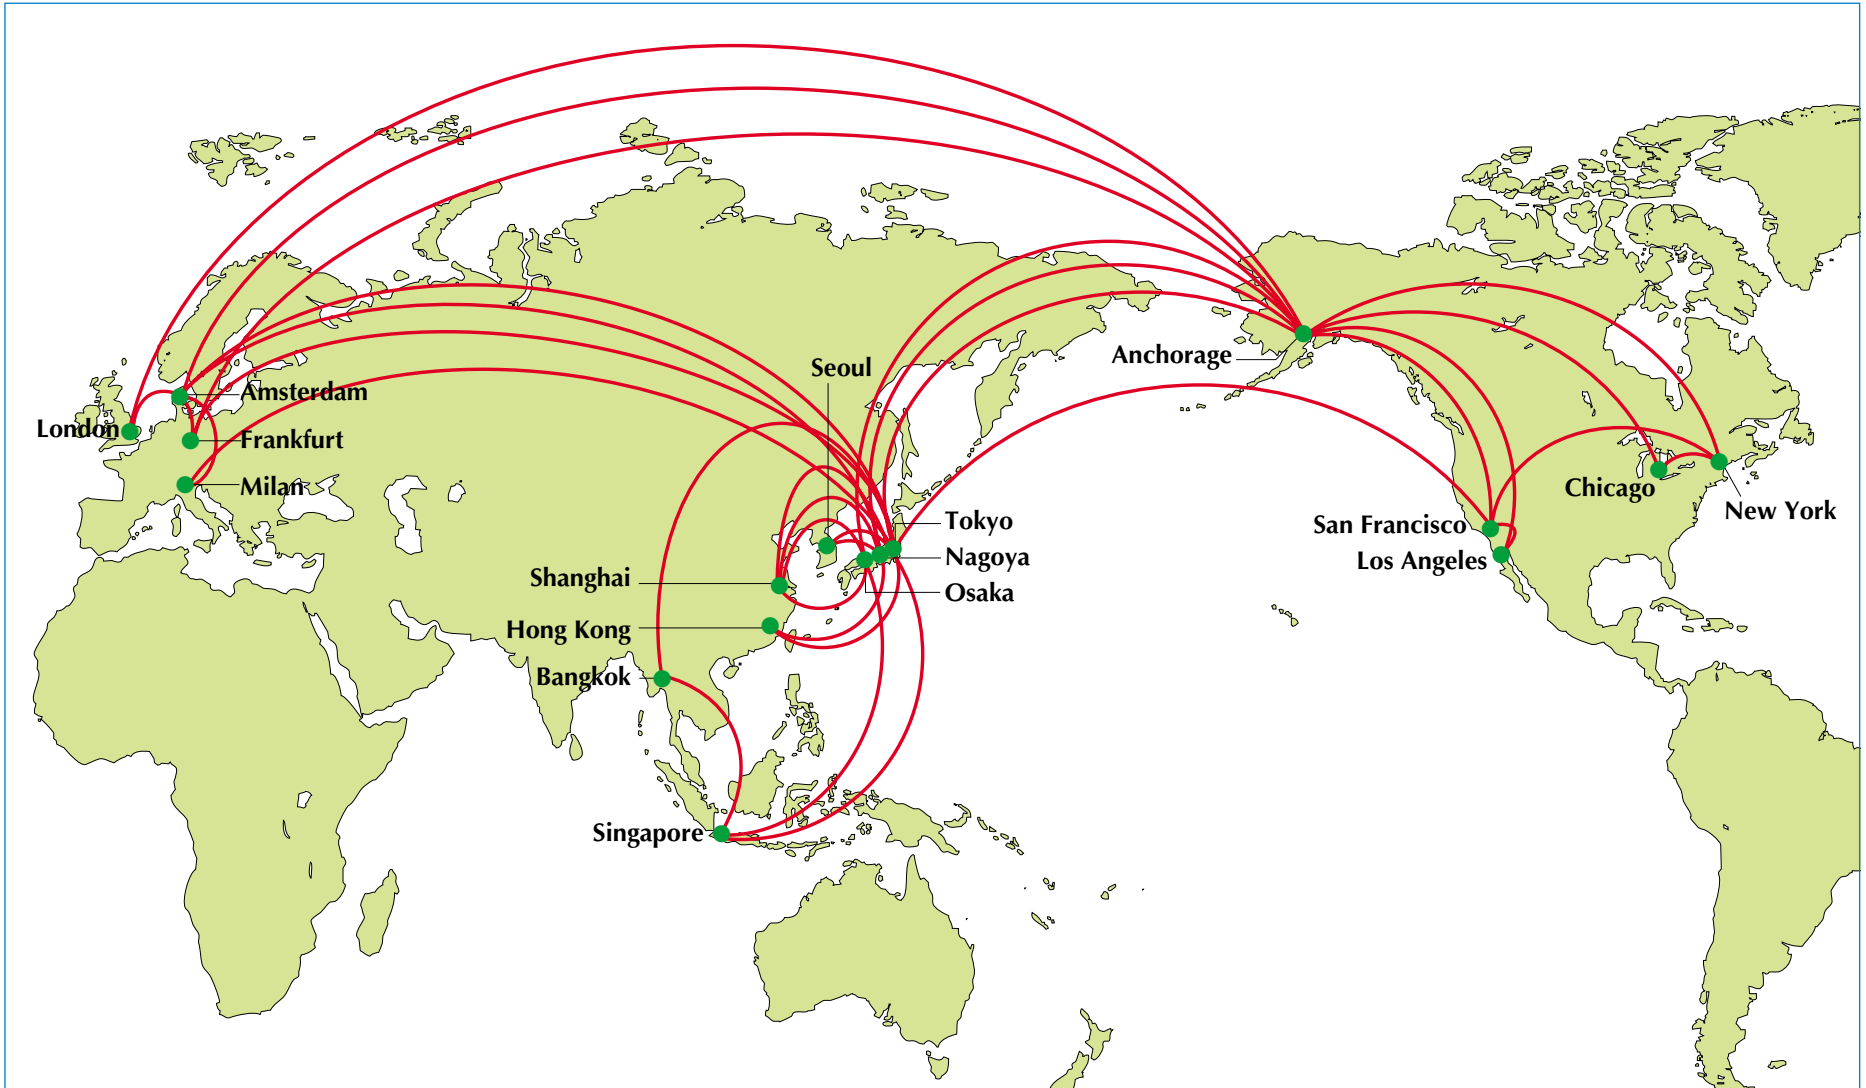 Seoul
Anchorage
Amsterdam
London
Frankfurt
Milan
Chicago
New York
Tokyo
San Francisco
Nagoya
Los Angeles
Shanghai
Osaka
Hong Kong
Bangkok
Singapore